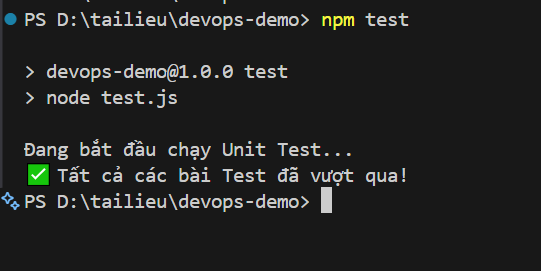 PS D:\tailieu\devops-demo> npm test
> devops-demo@1.0.0 test
> node test.js
Đang bắt đầu chạy Unit Test...
✅ Tất cả các bài Test đã vượt qua!
PS D:\tailieu\devops-demo>